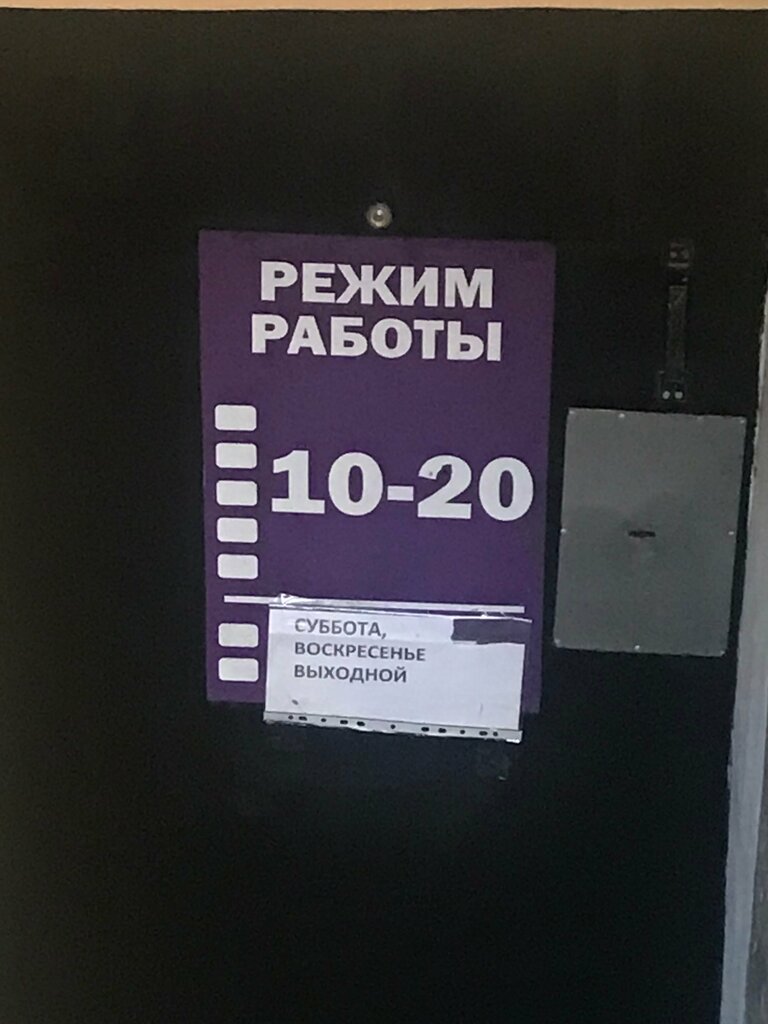 РЕЖИМ
РАБОТЫ
10-20
СУББОТА,
ВОСКРЕСЕНЬЕ
ВЫХОДНОЙ